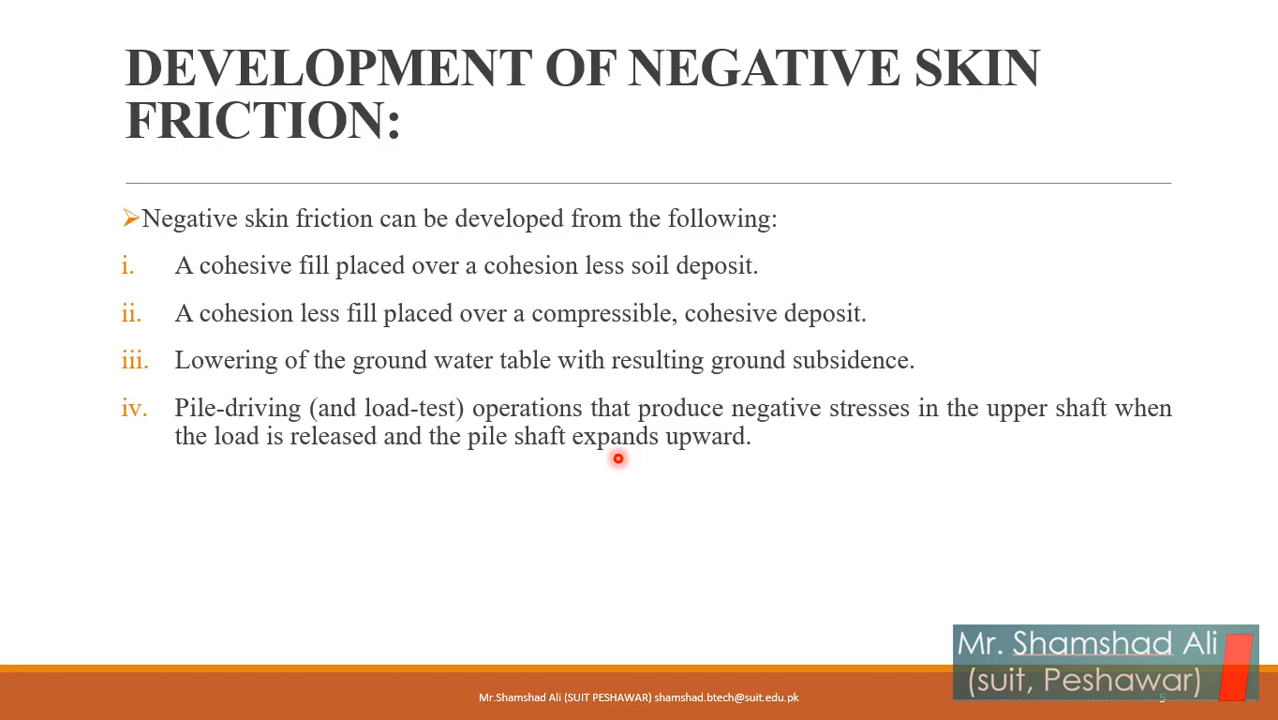 DEVELOPMENT OF NEGATIVE SKIN
FRICTION:
Negative skin friction can be developed from the following:
i. A cohesive fill placed over a cohesion less soil deposit.
ii. A cohesion less fill placed over a compressible, cohesive deposit.
iii. Lowering of the ground water table with resulting ground subsidence.
iv. Pile-driving (and load-test) operations that produce negative stresses in the upper shaft when
the load is released and the pile shaft expands upward.
Mr. Shamshad Ali
(suit, Peshawar)
Mr.Shamshad Ali (SUIT PESHAWAR) shamshad.btech@suit.edu.pk
5